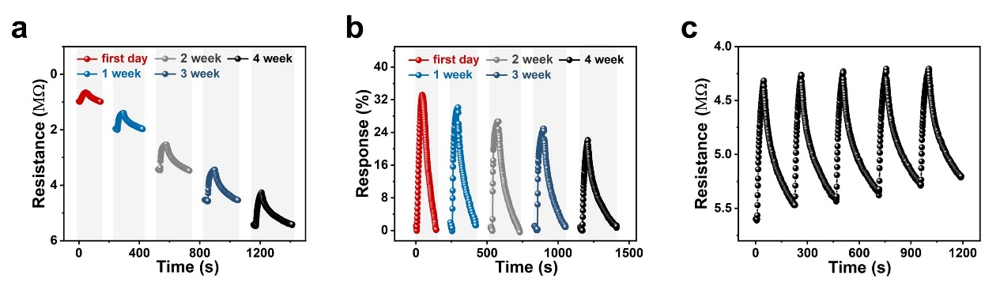 a
first day
2 week
4 week
1 week
3 week
0
2
4
6
Resistance (MΩ)
0
400
800
1200
Time (s)
b
first day
2 week
4 week
1 week
3 week
40
32
24
16
8
0
Response (%)
0
500
1000
1500
Time (s)
c
4.0
4.5
5.0
5.5
Resistance (MΩ)
0
300
600
900
1200
Time (s)